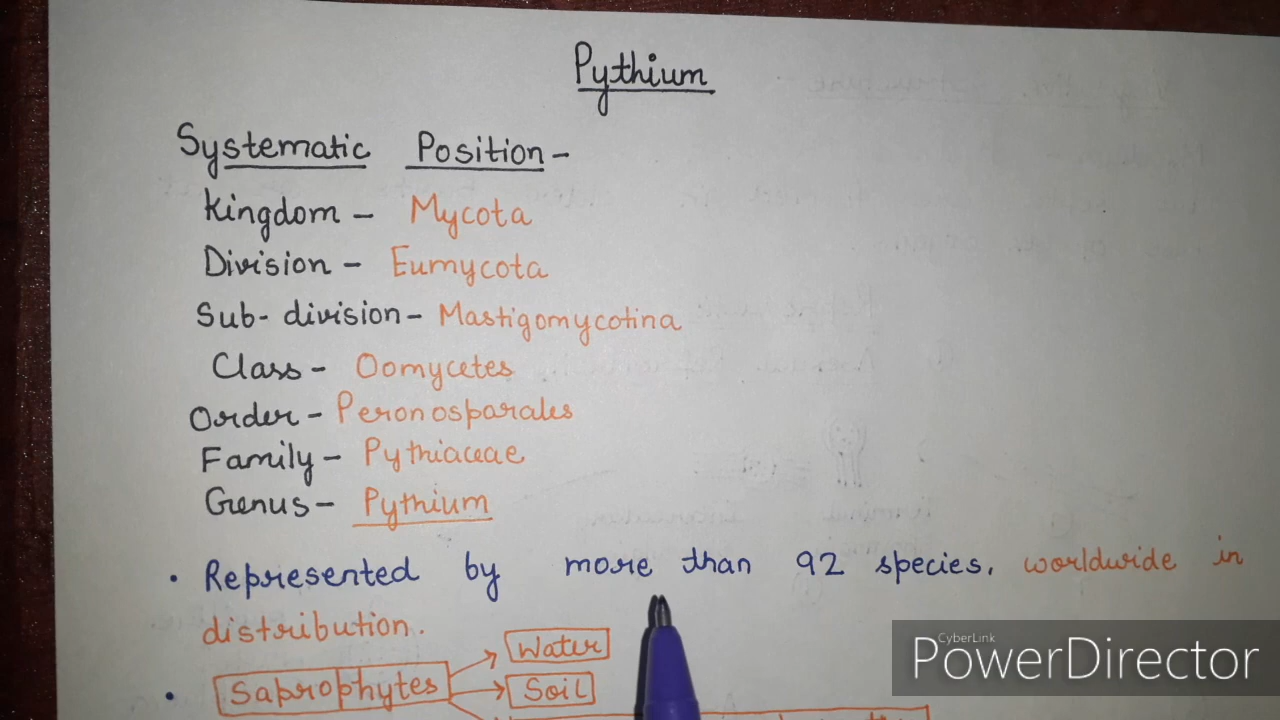 Pythium
Systematic Position -
Kingdom - Mycota
Division - Eumycota
Sub-division - Mastigomycotina
Class - Oomycetes
Order - Peronosparales
Family - Pythiaceae
Genus - Pythium
• Represented by more than 92 species, worldwide in
distribution.
Water
• Saprophytes
Soil
CyberLink
PowerDirector